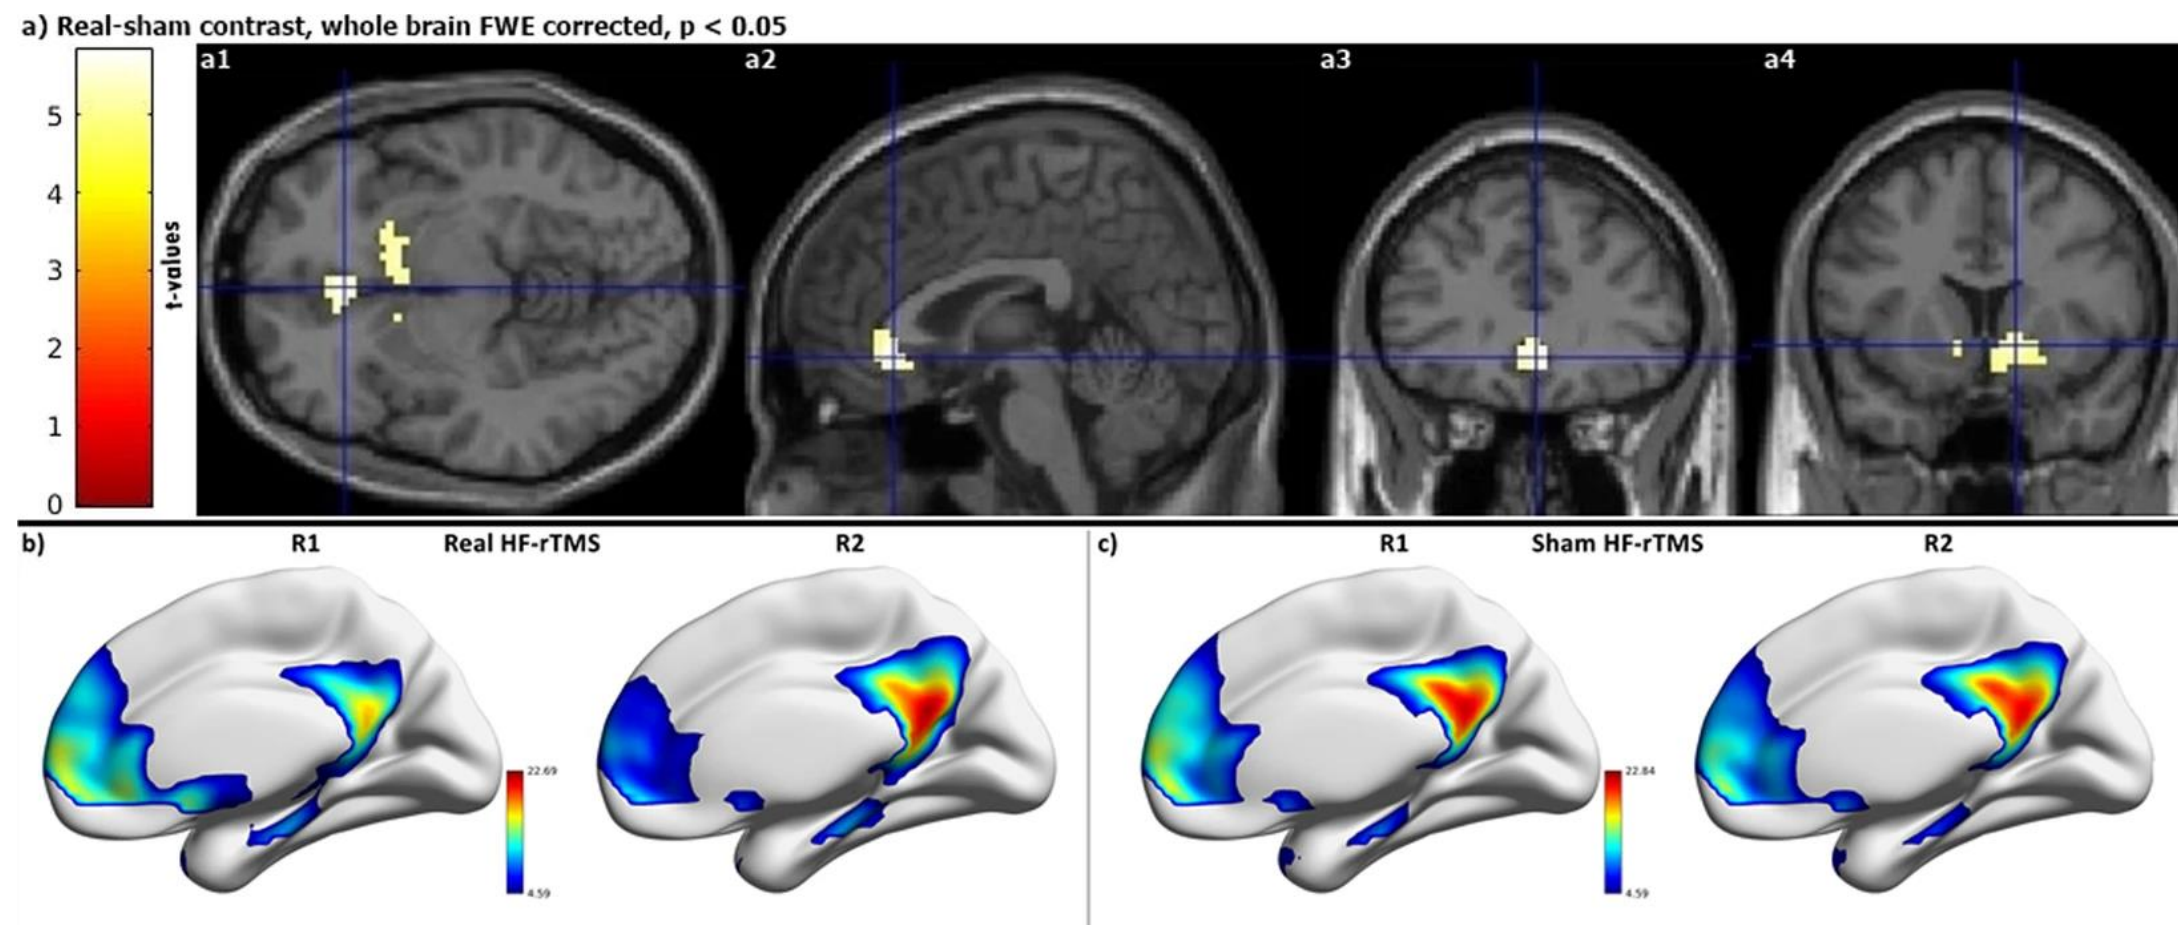 a) Real-sham contrast, whole brain FWE corrected, p < 0.05
a1
a2
a3
a4
5
4
3
2
1
0
t-values
b)
R1
Real HF-rTMS
R2
c)
R1
Sham HF-rTMS
R2
22.69
4.59
22.84
4.59